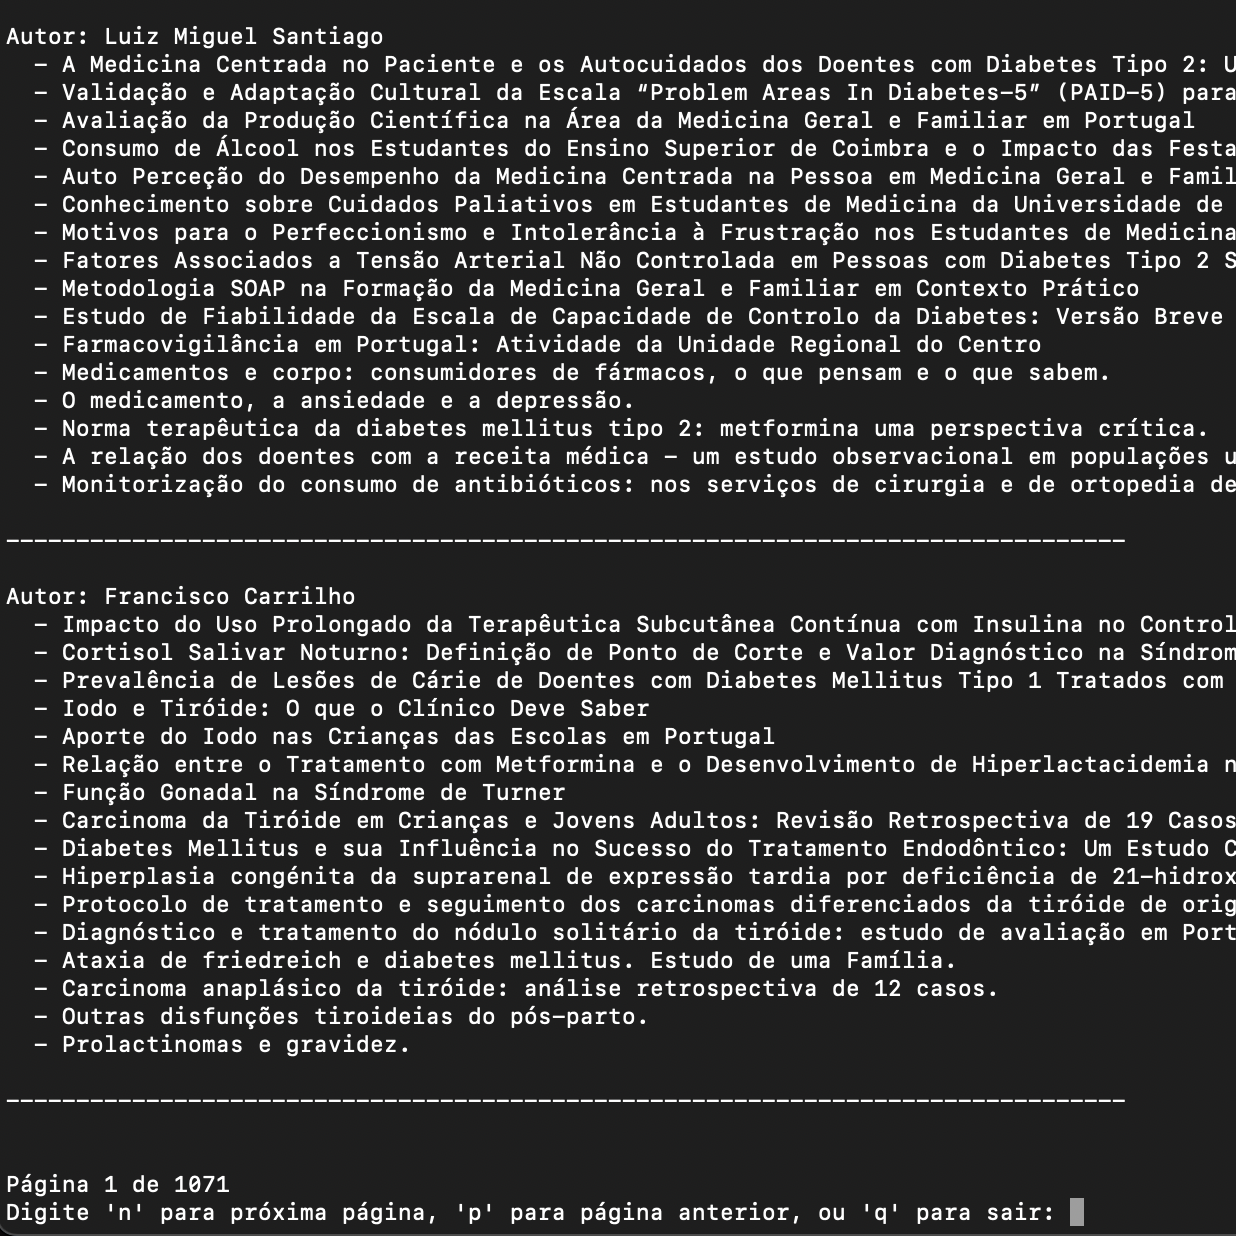 Autor: Luiz Miguel Santiago
– A Medicina Centrada no Paciente e os Autocuidados dos Doentes com Diabetes Tipo 2: U
– Validação e Adaptação Cultural da Escala “Problem Areas In Diabetes–5” (PAID–5) para
– Avaliação da Produção Científica na Área da Medicina Geral e Familiar em Portugal
– Consumo de Álcool nos Estudantes do Ensino Superior de Coimbra e o Impacto das Festa
– Auto Perceção do Desempenho da Medicina Centrada na Pessoa em Medicina Geral e Famil
– Conhecimento sobre Cuidados Paliativos em Estudantes de Medicina da Universidade de
– Motivos para o Perfeccionismo e Intolerância à Frustração nos Estudantes de Medicina
– Fatores Associados a Tensão Arterial Não Controlada em Pessoas com Diabetes Tipo 2 S
– Metodologia SOAP na Formação da Medicina Geral e Familiar em Contexto Prático
– Estudo de Fiabilidade da Escala de Capacidade de Controlo da Diabetes: Versão Breve
– Farmacovigilância em Portugal: Atividade da Unidade Regional do Centro
– Medicamentos e corpo: consumidores de fármacos, o que pensam e o que sabem.
– O medicamento, a ansiedade e a depressão.
– Norma terapêutica da diabetes mellitus tipo 2: metformina uma perspectiva crítica.
– A relação dos doentes com a receita médica – um estudo observacional em populações u
– Monitorização do consumo de antibióticos: nos serviços de cirurgia e de ortopedia de
––––––––––––––––––––––––––––––––––––––––––––––––––––––––––––––––––––––––––––––––
Autor: Francisco Carrilho
– Impacto do Uso Prolongado da Terapêutica Subcutânea Contínua com Insulina no Control
– Cortisol Salivar Noturno: Definição de Ponto de Corte e Valor Diagnóstico na Síndrom
– Prevalência de Lesões de Cárie de Doentes com Diabetes Mellitus Tipo 1 Tratados com
– Iodo e Tiróide: O que o Clínico Deve Saber
– Aporte do Iodo nas Crianças das Escolas em Portugal
– Relação entre o Tratamento com Metformina e o Desenvolvimento de Hiperlactacidemia n
– Função Gonadal na Síndrome de Turner
– Carcinoma da Tiróide em Crianças e Jovens Adultos: Revisão Retrospectiva de 19 Casos
– Diabetes Mellitus e sua Influência no Sucesso do Tratamento Endodôntico: Um Estudo C
– Hiperplasia congénita da suprarenal de expressão tardia por deficiência de 21–hidrox
– Protocolo de tratamento e seguimento dos carcinomas diferenciados da tiróide de orig
– Diagnóstico e tratamento do nódulo solitário da tiróide: estudo de avaliação em Port
– Ataxia de friedreich e diabetes mellitus. Estudo de uma Família.
– Carcinoma anaplásico da tiróide: análise retrospectiva de 12 casos.
– Outras disfunções tiroideias do pós–parto.
– Prolactinomas e gravidez.
––––––––––––––––––––––––––––––––––––––––––––––––––––––––––––––––––––––––––––––––
Página 1 de 1071
Digite 'n' para próxima página, 'p' para página anterior, ou 'q' para sair: